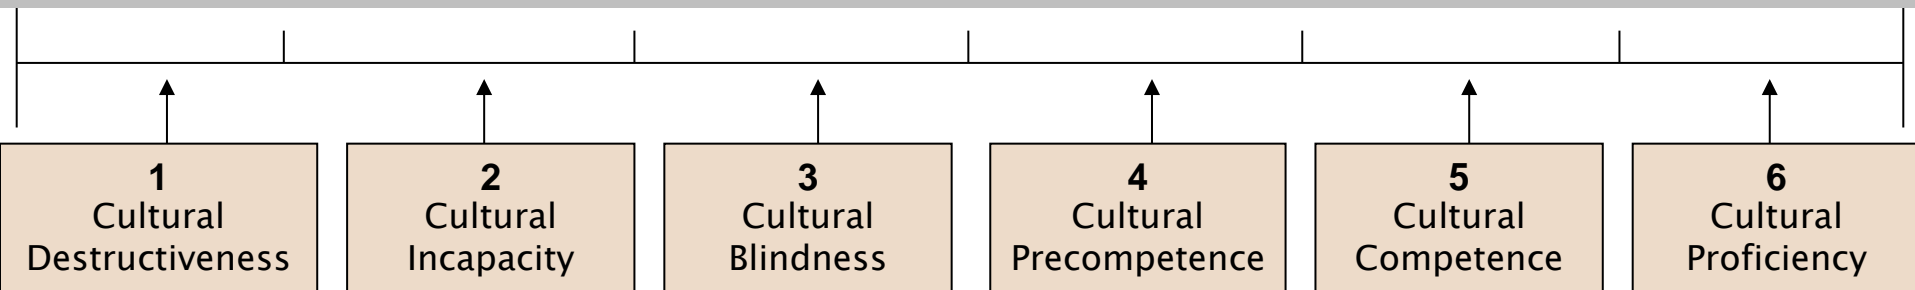 1
Cultural
Destructiveness
2
Cultural
Incapacity
3
Cultural
Blindness
4
Cultural
Precompetence
5
Cultural
Competence
6
Cultural
Proficiency